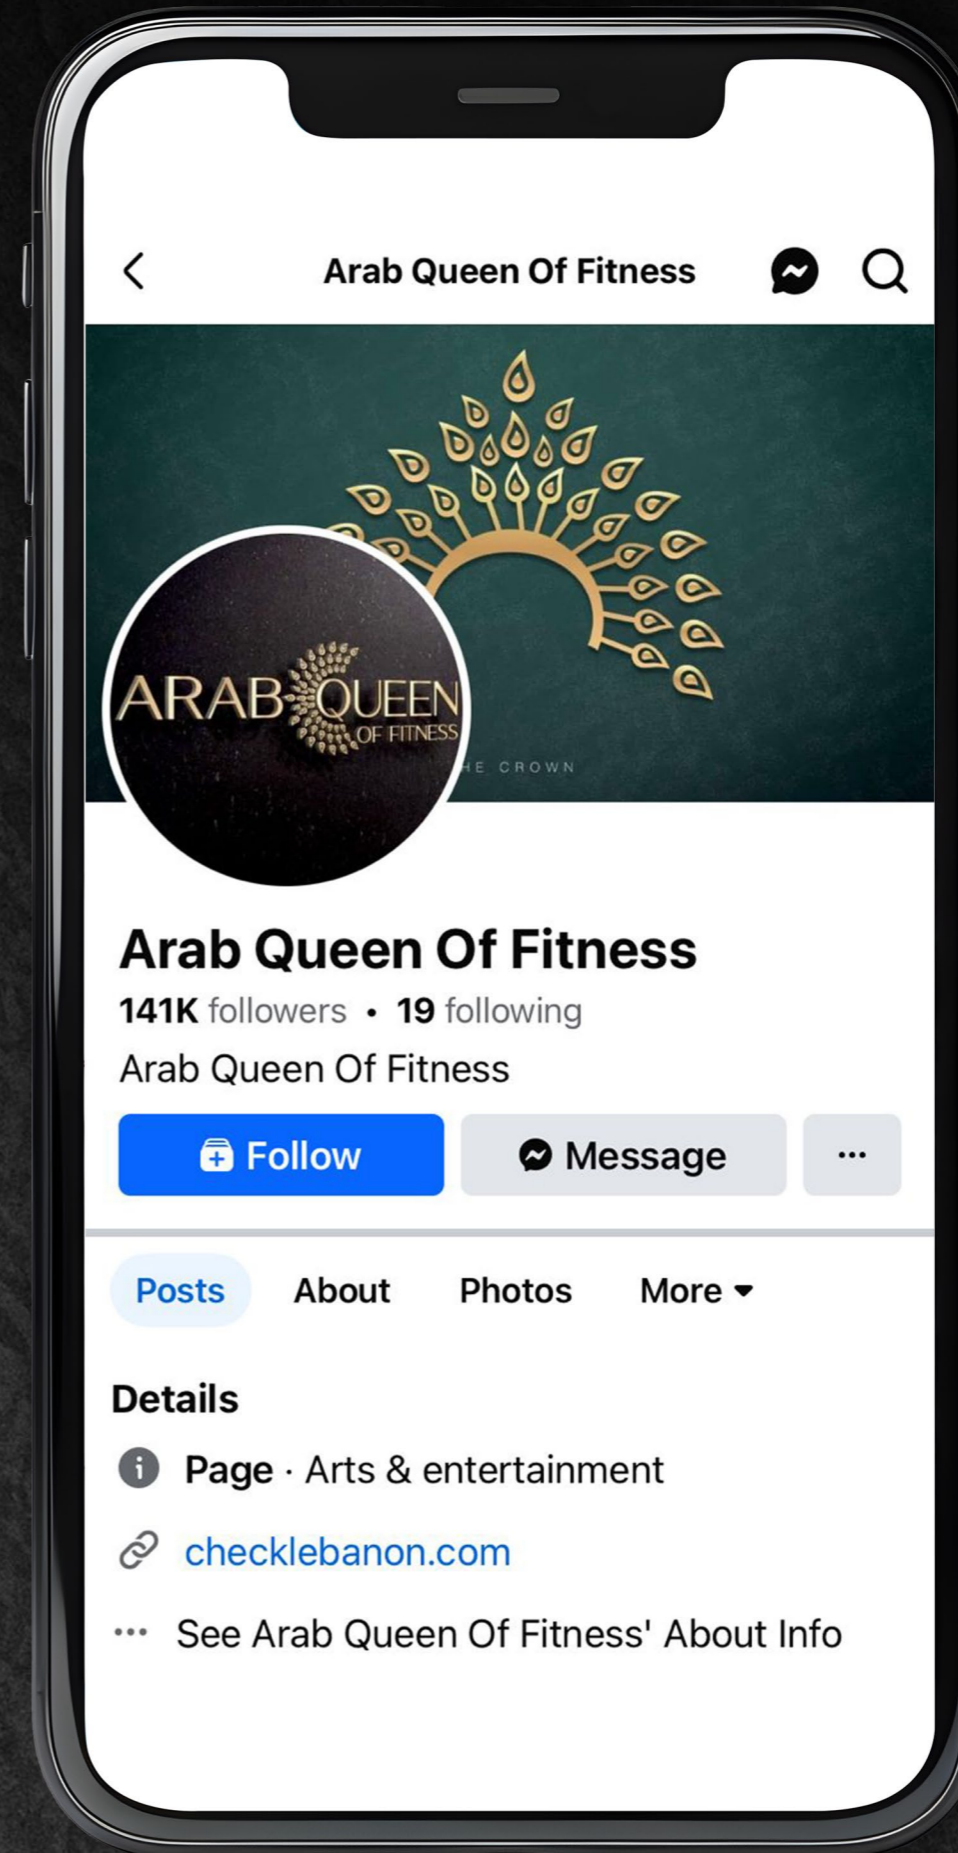 Arab Queen Of Fitness
HE CROWN
ARAB QUEEN
OF FITNESS
Arab Queen Of Fitness
141K followers • 19 following
Arab Queen Of Fitness
Follow Message ...
Posts About Photos More
Details
Page · Arts & entertainment
checklebanon.com
See Arab Queen Of Fitness' About Info